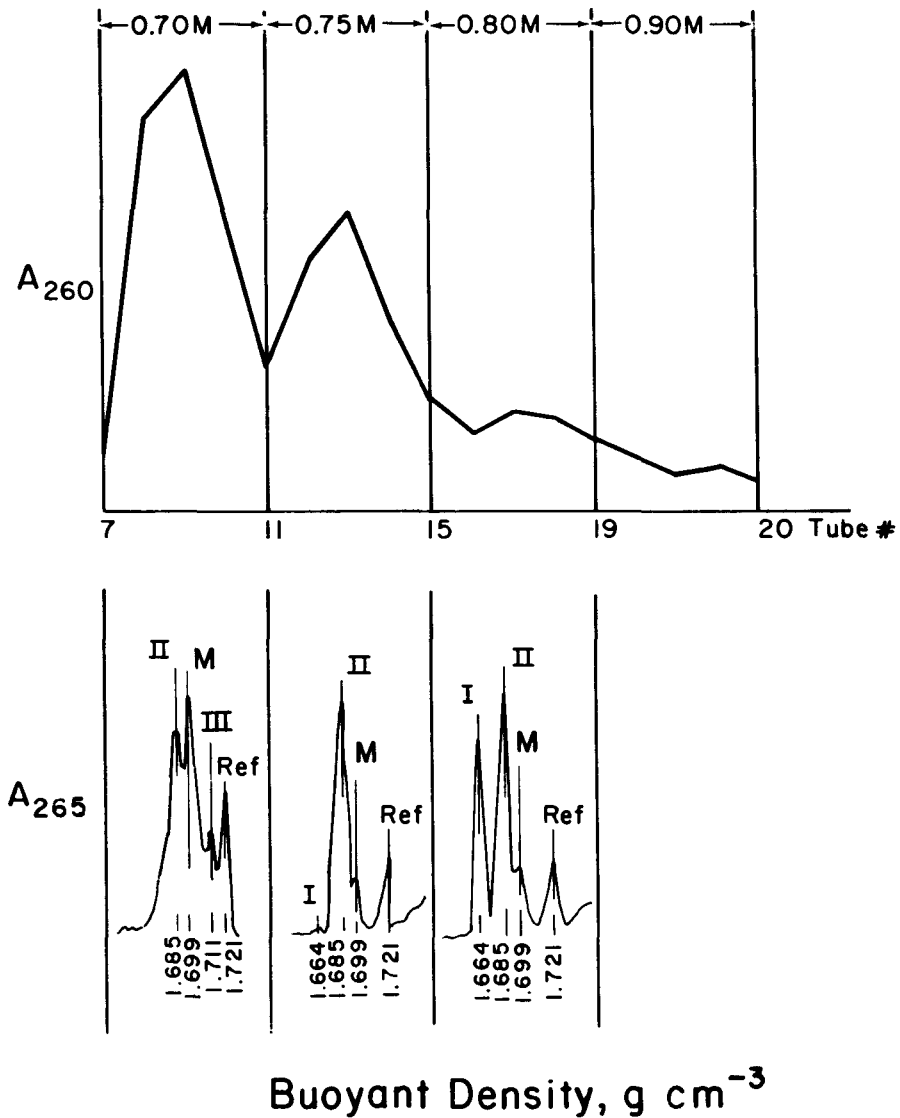 0.70M 0.75M 0.80M 0.90M
A260
7 11 15 19 20 Tube #
II M III Ref
I II M Ref
I II M Ref
A265
1.685 1.699 1.711 1.721
1.664 1.685 1.699 1.721
1.664 1.685 1.699 1.721
Buoyant Density, g cm⁻³